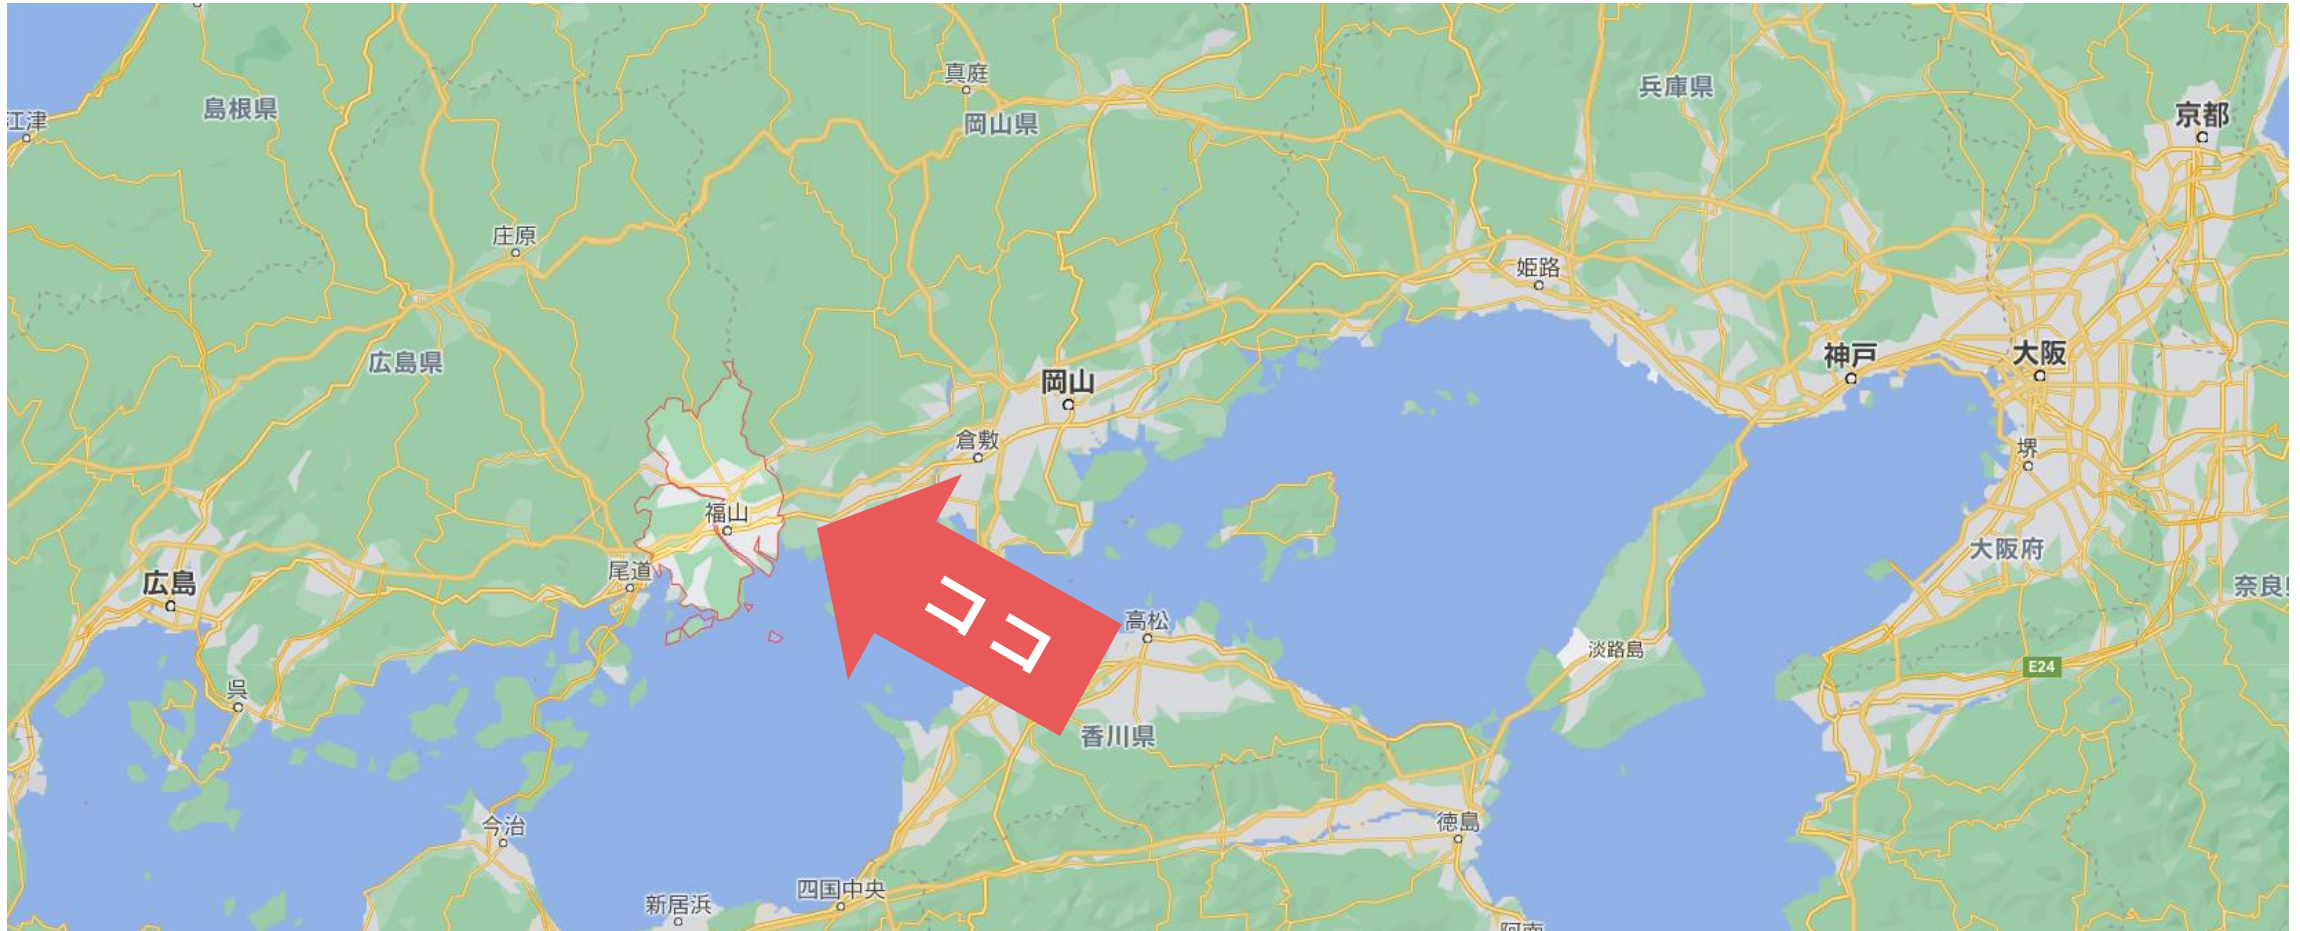 真庭
兵庫県
島根県
岡山県
江津
京都
庄原
姫路
広島県
神戸
大阪
岡山
倉敷
堺
福山
大阪府
尾道
広島
奈良県
ココ
高松
淡路島
E24
呉
香川県
今治
徳島
四国中央
新居浜
阿南